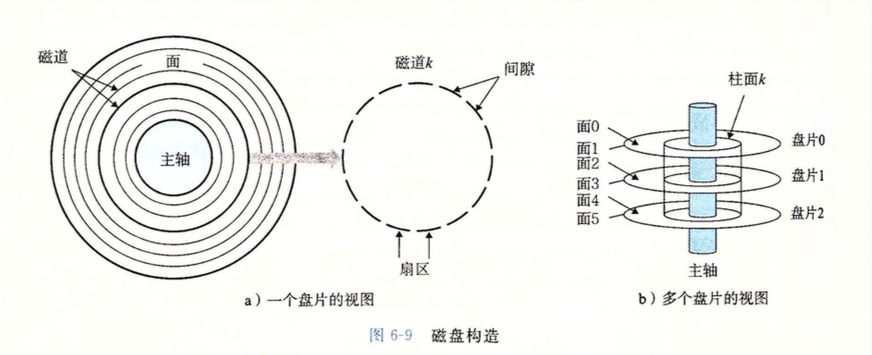 磁道
面
主轴
磁道k
间隙
扇区
a）一个盘片的视图
柱面k
面0
面1
面2
面3
面4
面5
盘片0
盘片1
盘片2
主轴
b）多个盘片的视图
图 6-9 磁盘构造